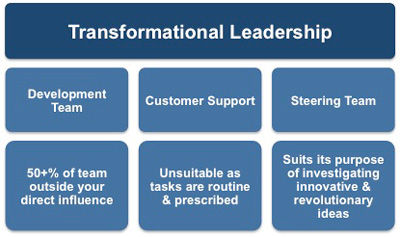 Transformational Leadership
Development
Team
Customer Support
Steering Team
50+% of team
outside your
direct influence
Unsuitable as
tasks are routine
& prescribed
Suits its purpose
of investigating
innovative &
revolutionary
ideas